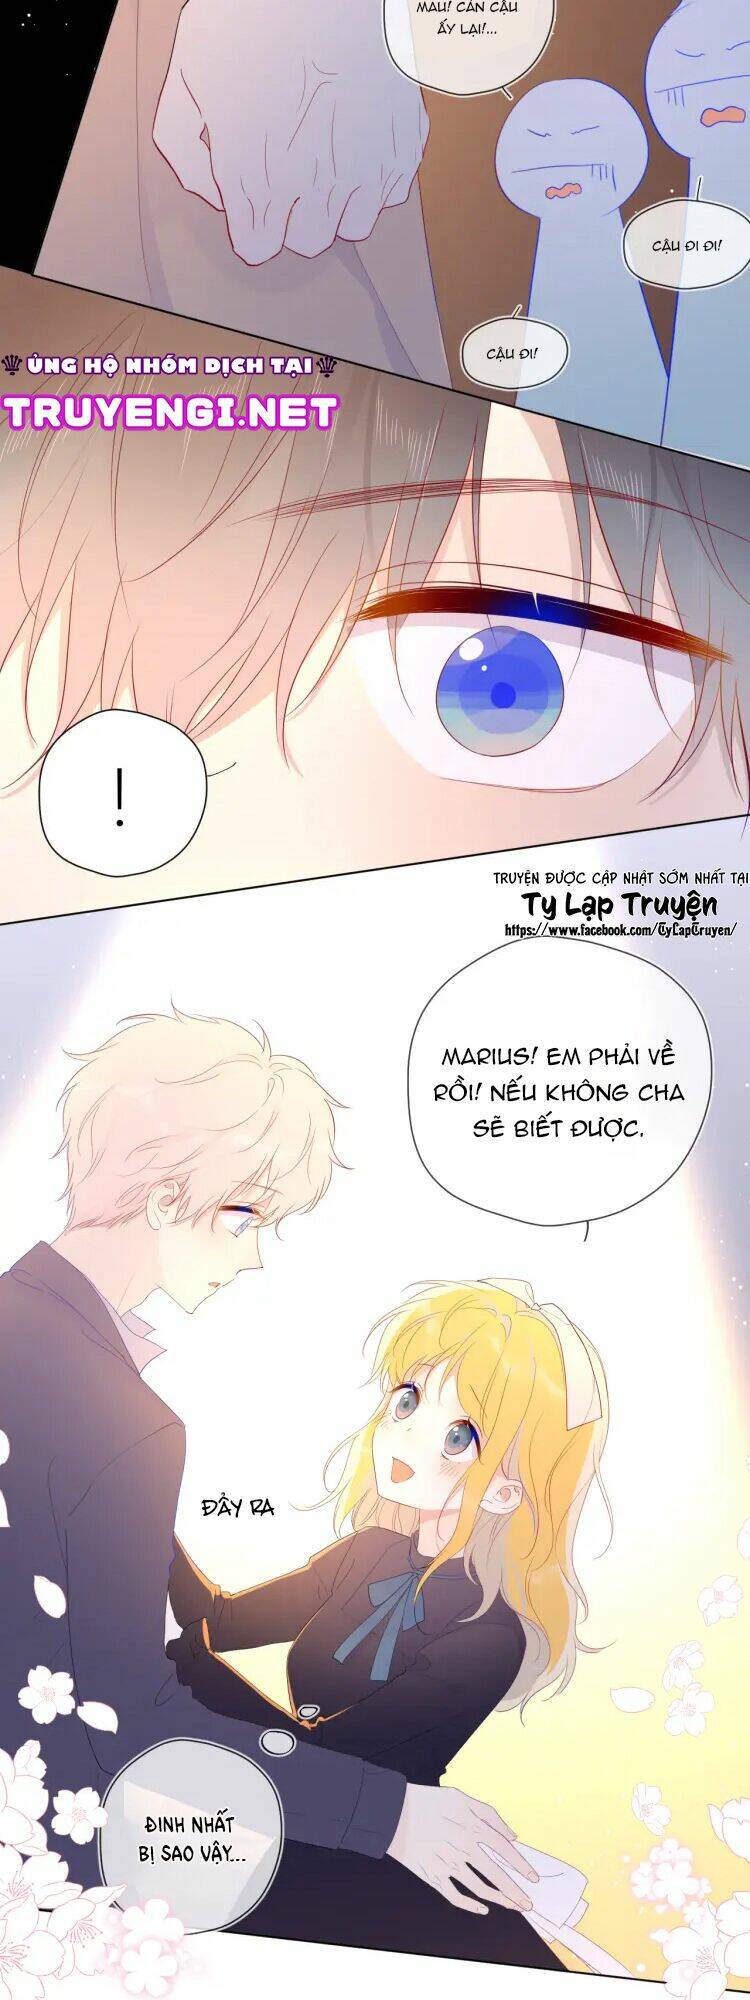 MAU! CẢN CẬU
ẤY LẠI!...
CẬU ĐI ĐI!
CẬU ĐI!
ỦNG HỘ NHÓM DỊCH TẠI
TRUYENGI.NET
!
TRUYỆN ĐƯỢC CẬP NHẬT SỚM NHẤT TẠI
Ty Lạp Truyện
https://www.facebook.com/TyLapTruyen/
MARIUS! EM PHẢI VỀ
RỒI! NẾU KHÔNG CHA
SẼ BIẾT ĐƯỢC.
ĐẨY RA
ĐINH NHẤT
BỊ SAO VẬY...